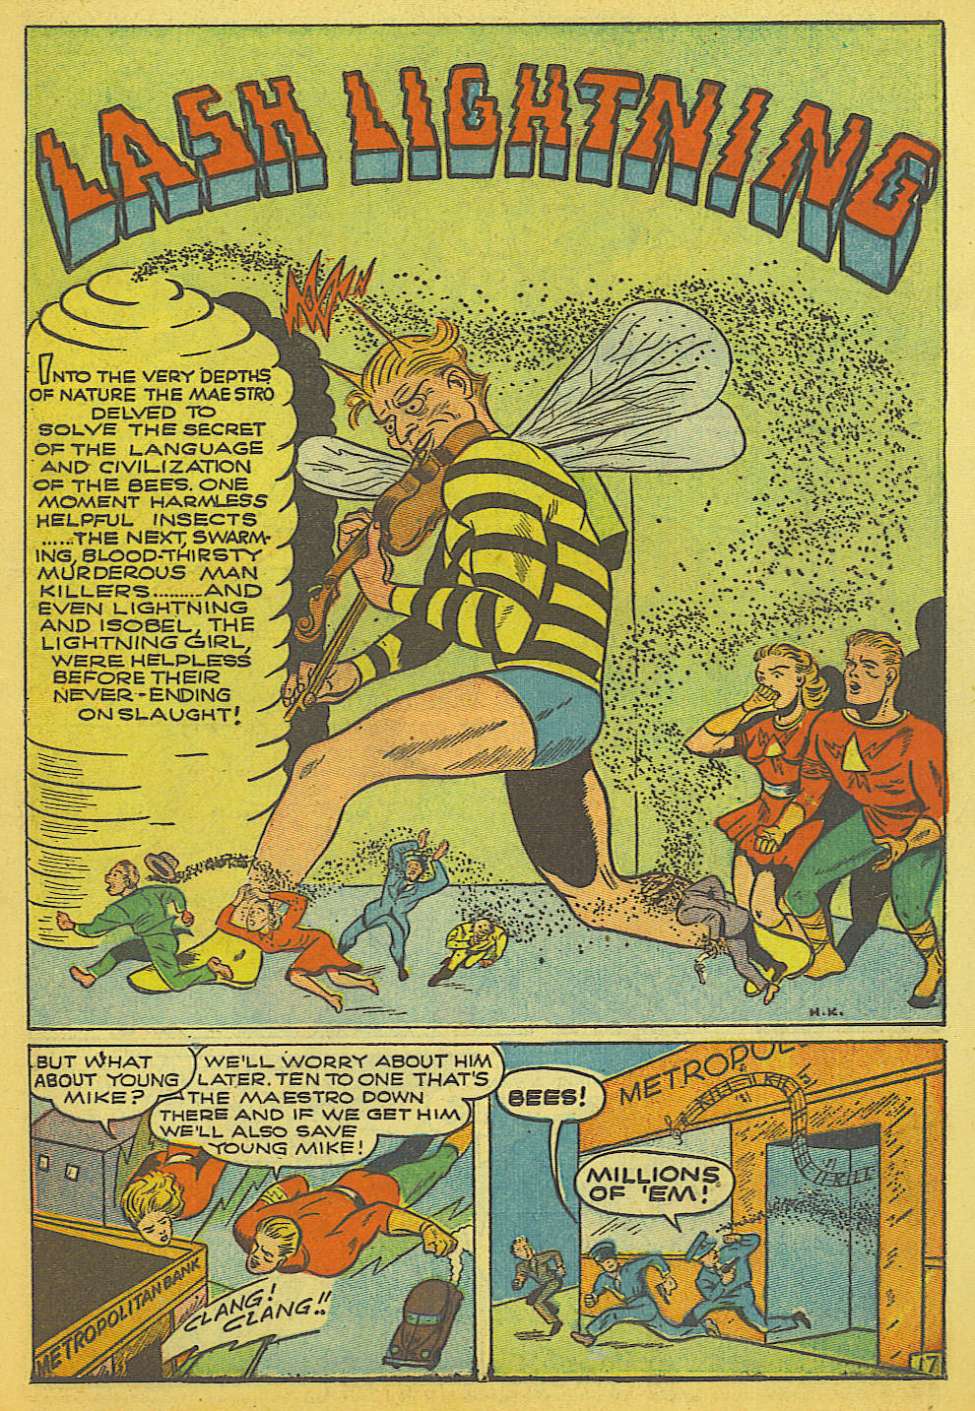 LASH LIGHTNING
INTO THE VERY DEPTHS
OF NATURE THE MAESTRO
DELVED TO
SOLVE THE SECRET
OF THE LANGUAGE
AND CIVILIZATION
OF THE BEES. ONE
MOMENT HARMLESS
HELPFUL INSECTS
.....THE NEXT, SWARM-
ING, BLOOD-THIRSTY
MURDEROUS MAN
KILLERS.........AND
EVEN LIGHTNING
AND ISOBEL, THE
LIGHTNING GIRL,
WERE HELPLESS
BEFORE THEIR
NEVER-ENDING
ONSLAUGHT!
H.K.
BUT WHAT
ABOUT YOUNG
MIKE?
WE'LL WORRY ABOUT HIM
LATER. TEN TO ONE THAT'S
THE MAESTRO DOWN
THERE AND IF WE GET HIM
WE'LL ALSO SAVE
YOUNG MIKE!
METROPOLITAN BANK
CLANG!
CLANG!!
BEES!
METROPOL
KILL KILL
KILL
MILLIONS
OF 'EM!
17